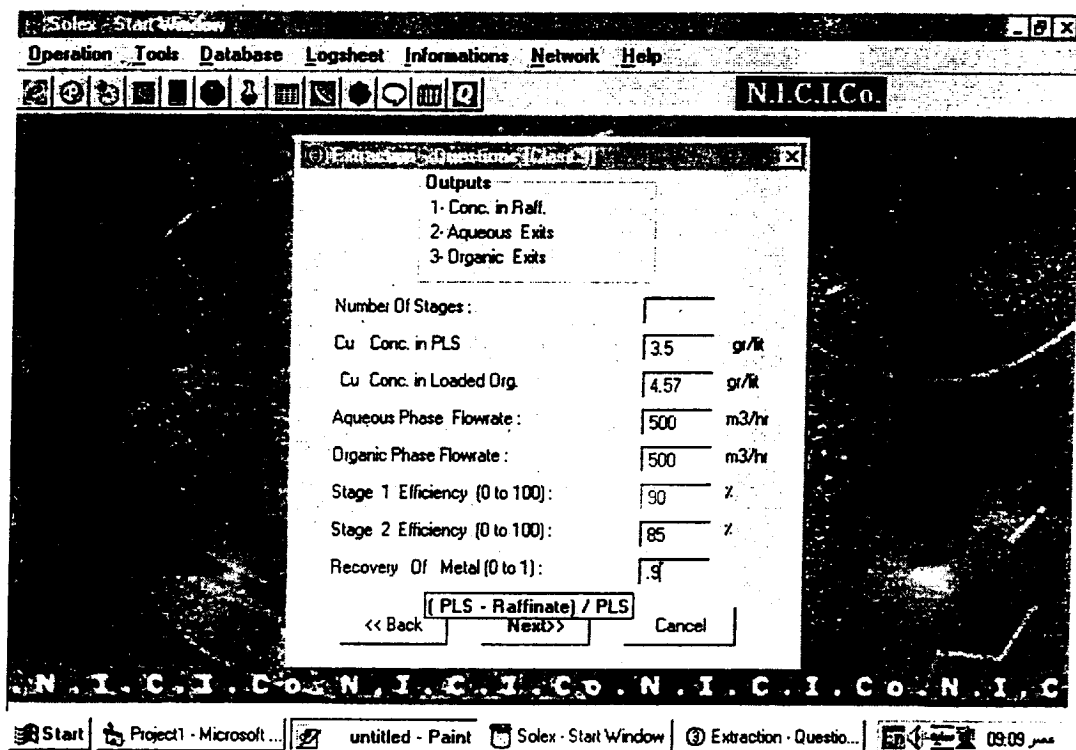 Solex - Start Window
Operation Tools Database Logsheet Informations Network Help
N.I.C.I.Co.
Extraction - Questions [Class3]
Outputs
1- Conc. in Raff.
2- Aqueous Exits
3- Organic Exits
Number Of Stages :
Cu Conc. in PLS 3.5 gr/lit
Cu Conc. in Loaded Org. 4.57 gr/lit
Aqueous Phase Flowrate : 500 m3/hr
Organic Phase Flowrate : 500 m3/hr
Stage 1 Efficiency (0 to 100) : 90 %
Stage 2 Efficiency (0 to 100) : 85 %
Recovery Of Metal (0 to 1) : .9
( PLS - Raffinate) / PLS
<< Back Next>> Cancel
N.I.C.I.Co.N.I.C.I.Co.N.I.C.I.Co.N.I.C
Start Project1 - Microsoft ... untitled - Paint Solex - Start Window Extraction - Questio... En 09:09 عصر